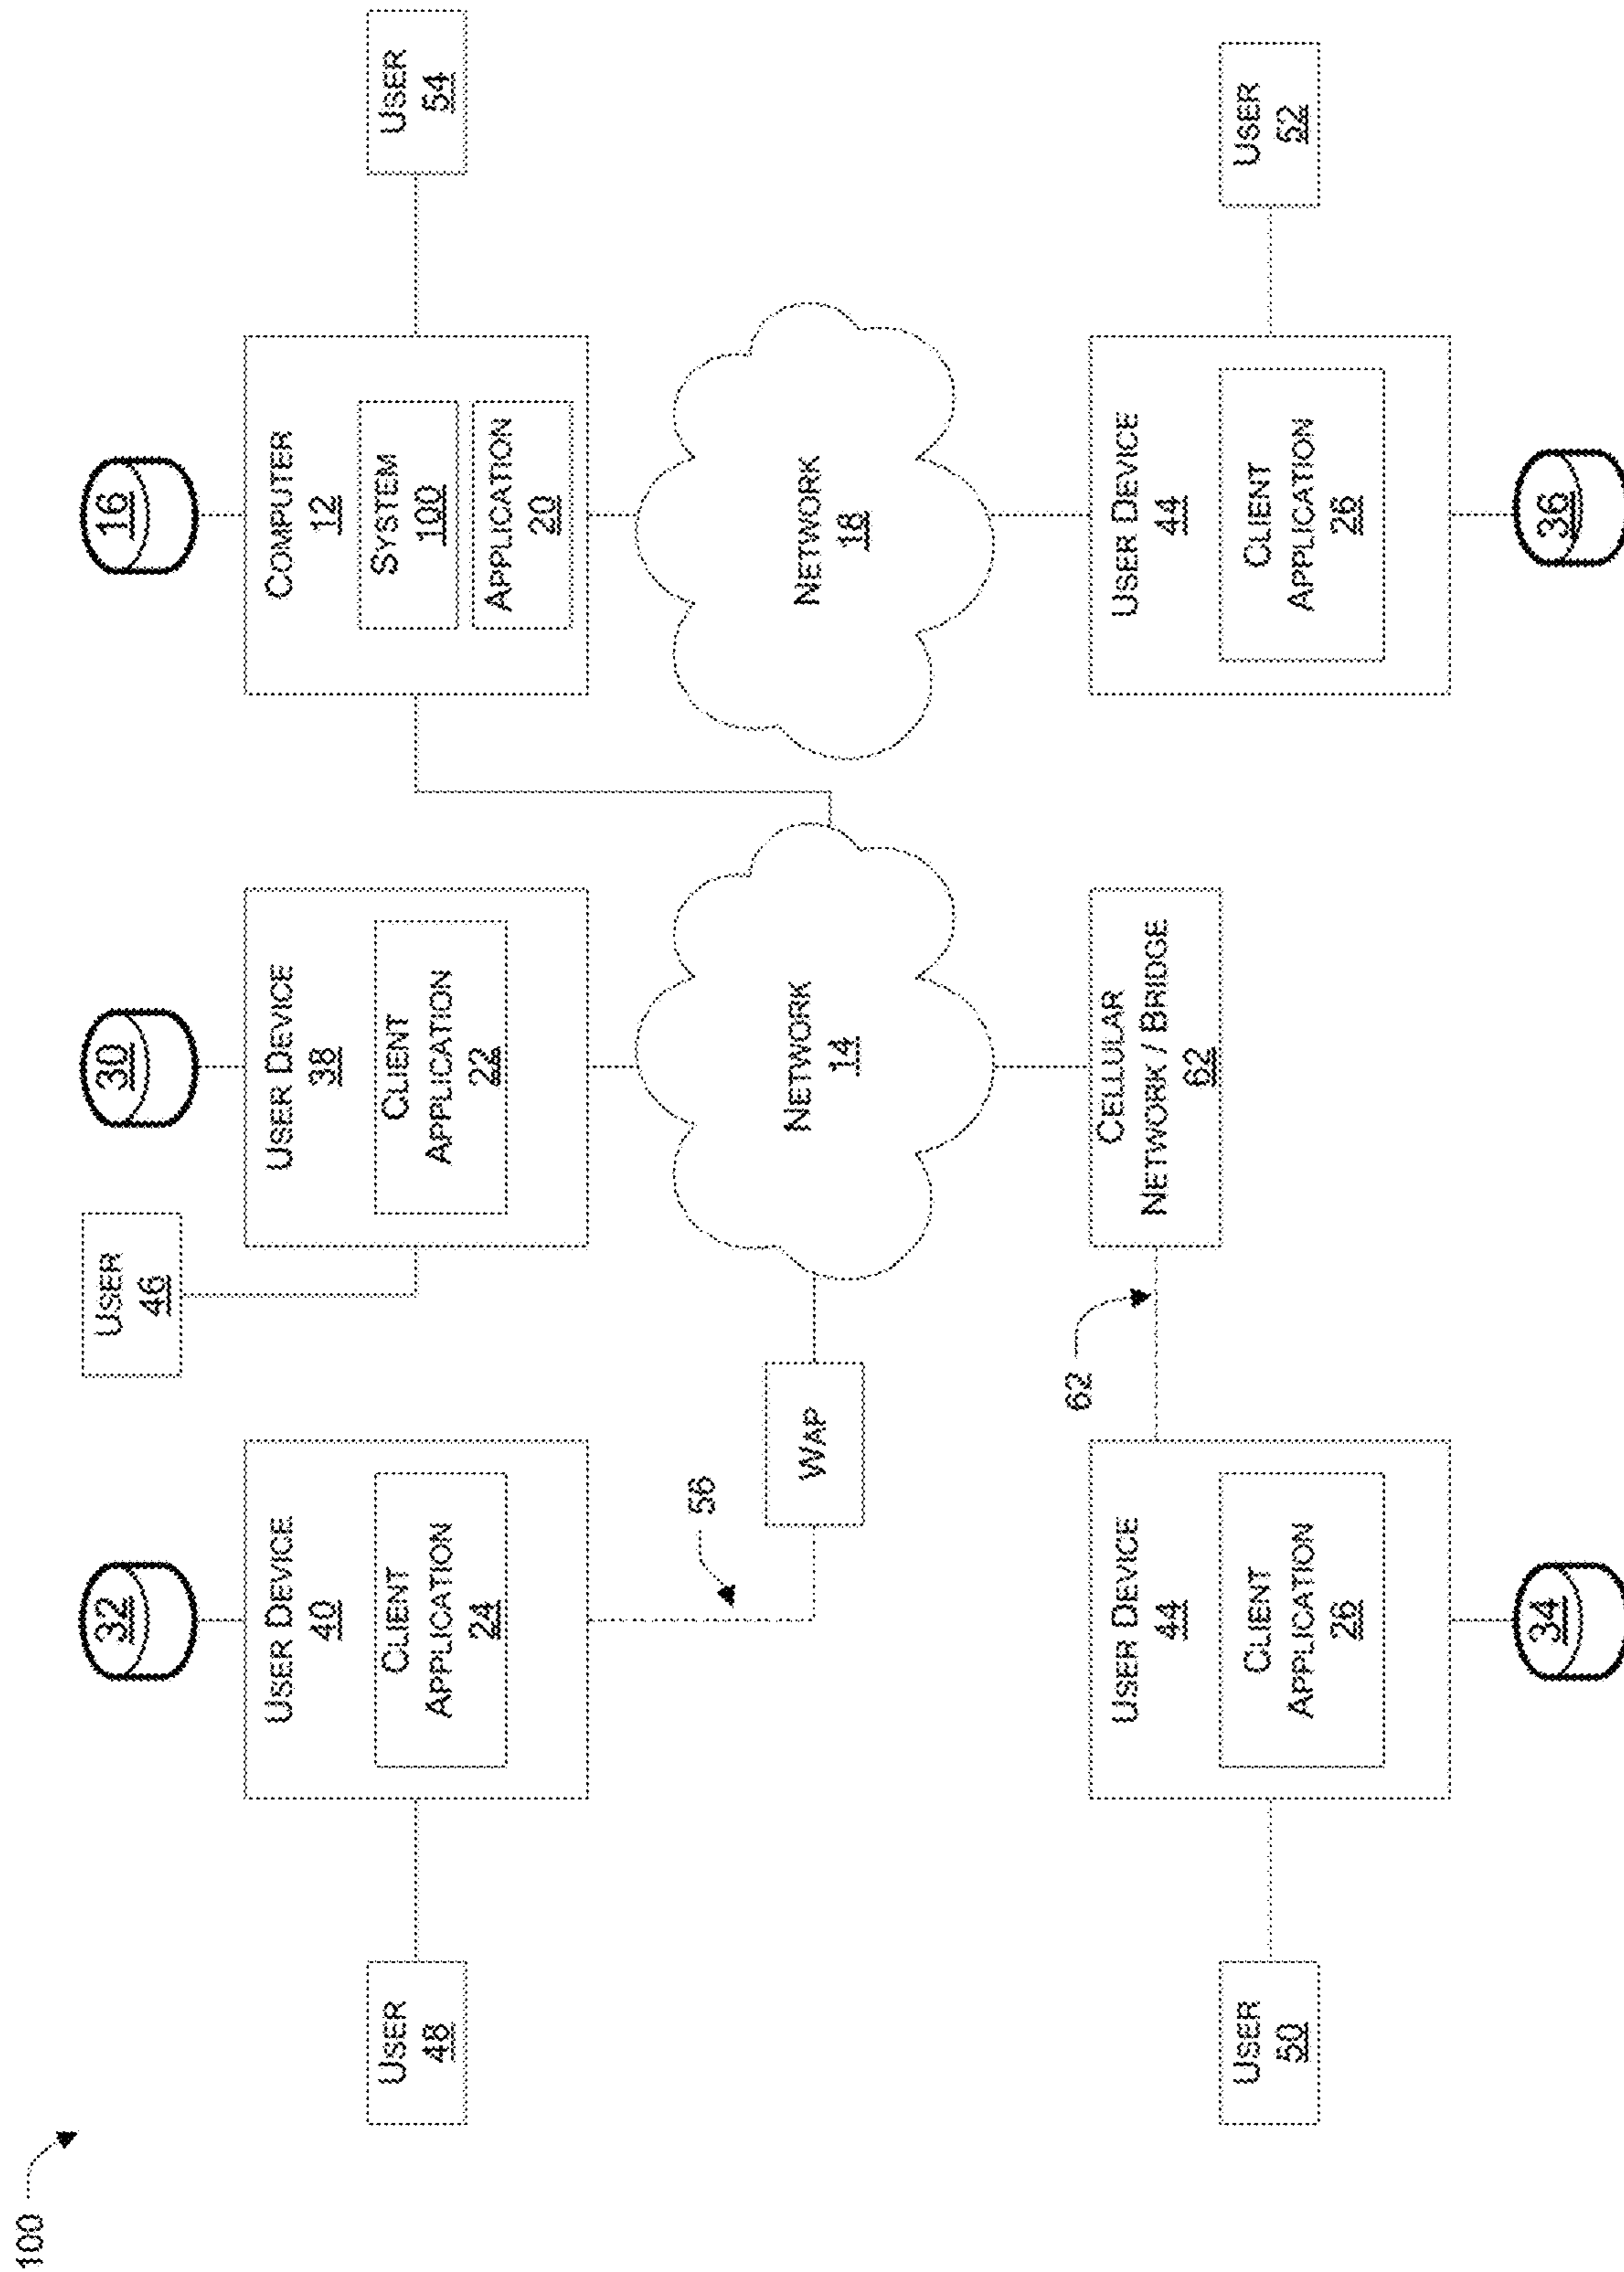 100
32
30
16
USER
46
USER DEVICE
40
CLIENT
APPLICATION
24
USER DEVICE
38
CLIENT
APPLICATION
22
COMPUTER
12
SYSTEM
100
APPLICATION
20
USER
48
USER
54
56
WAP
NETWORK
14
NETWORK
18
62
CELLULAR
NETWORK / BRIDGE
62
USER DEVICE
44
CLIENT
APPLICATION
26
USER DEVICE
44
CLIENT
APPLICATION
26
USER
50
USER
52
34
36